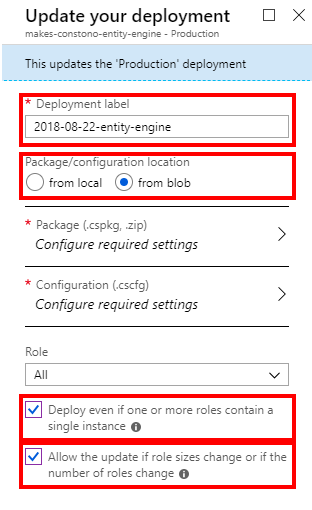 Update your deployment
makes-constono-entity-engine - Production
This updates the 'Production' deployment
* Deployment label
2018-08-22-entity-engine
Package/configuration location
from local from blob
* Package (.cspkg, .zip)
Configure required settings
* Configuration (.cscfg)
Configure required settings
Role
All
Deploy even if one or more roles contain a
single instance
Allow the update if role sizes change or if the
number of roles change